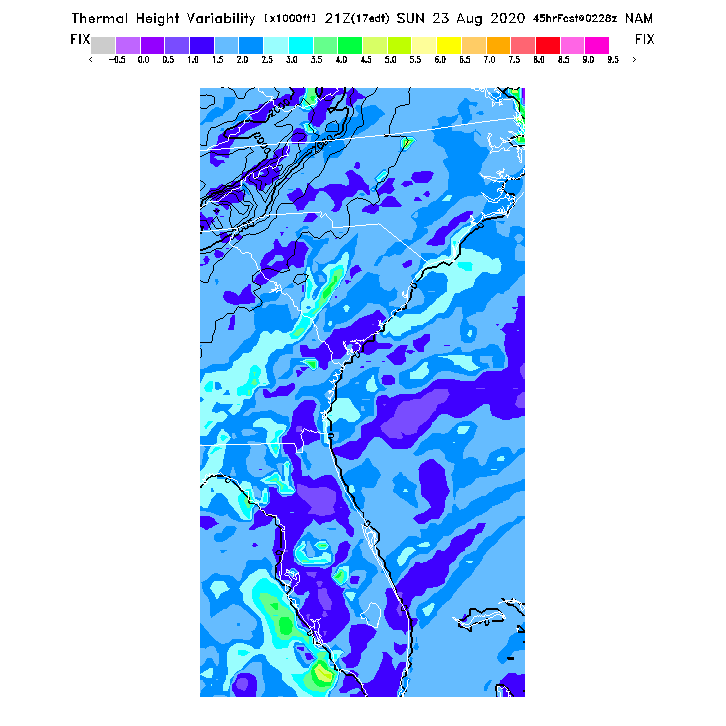 Thermal Height Variability [x1000ft] 21Z(17edt) SUN 23 Aug 2020 45hrFcst@0228z NAM
FIX FIX
< -0.5 0.0 0.5 1.0 1.5 2.0 2.5 3.0 3.5 4.0 4.5 5.0 5.5 6.0 6.5 7.0 7.5 8.0 8.5 9.0 9.5 >